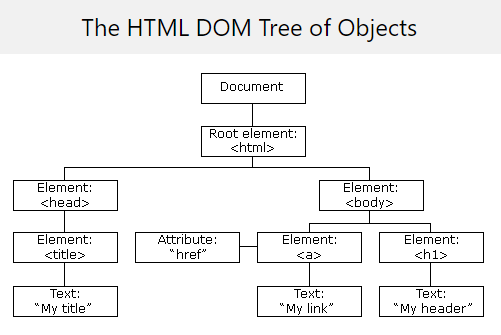 The HTML DOM Tree of Objects
Document
Root element:
<html>
Element:
<head>
Element:
<body>
Element:
<title>
Attribute:
“href”
Element:
<a>
Element:
<h1>
Text:
“My title”
Text:
“My link”
Text:
“My header”